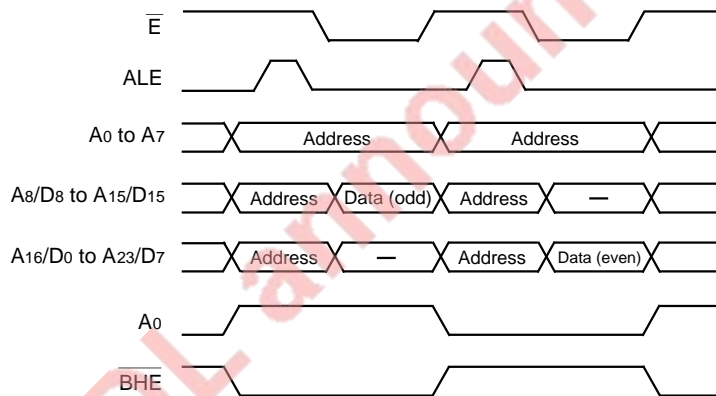 E
ALE
A0 to A7 Address Address
A8/D8 to A15/D15 Address Data (odd) Address —
A16/D0 to A23/D7 Address — Address Data (even)
A0
BHE